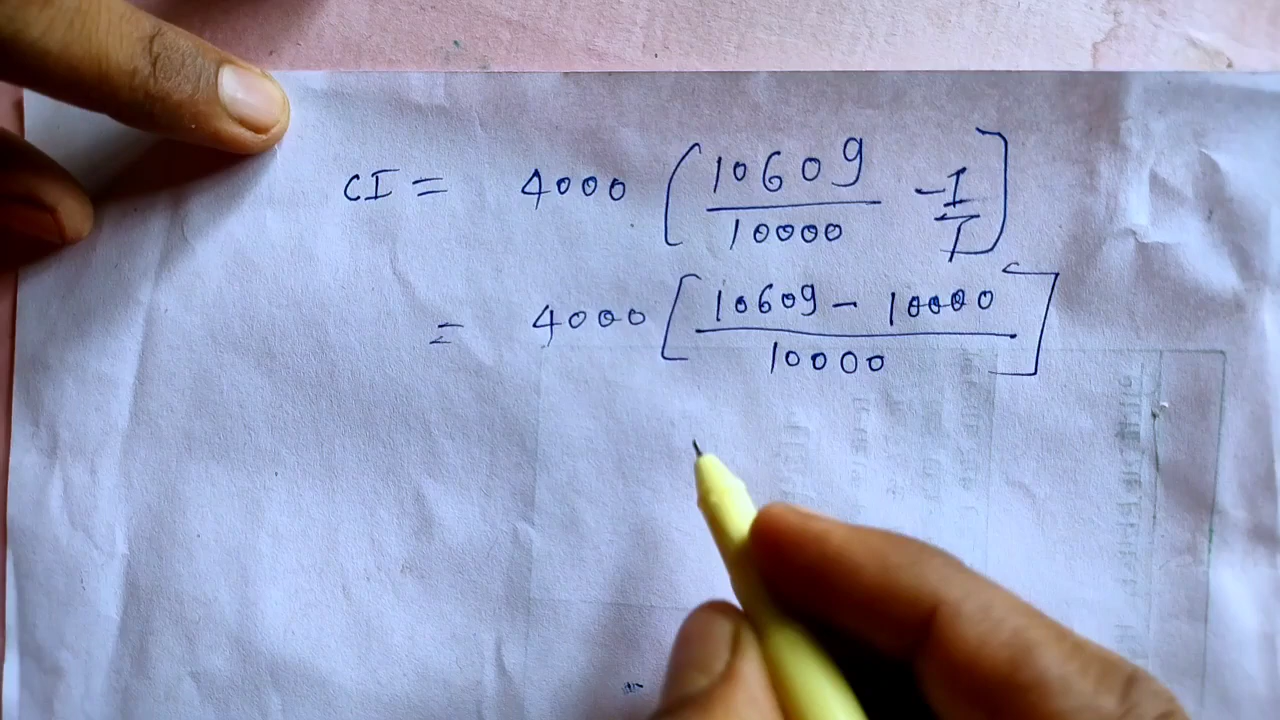 CI = 4000 ( 10609/10000 - 1/1 ]
= 4000 [ 10609 - 10000 / 10000 ]